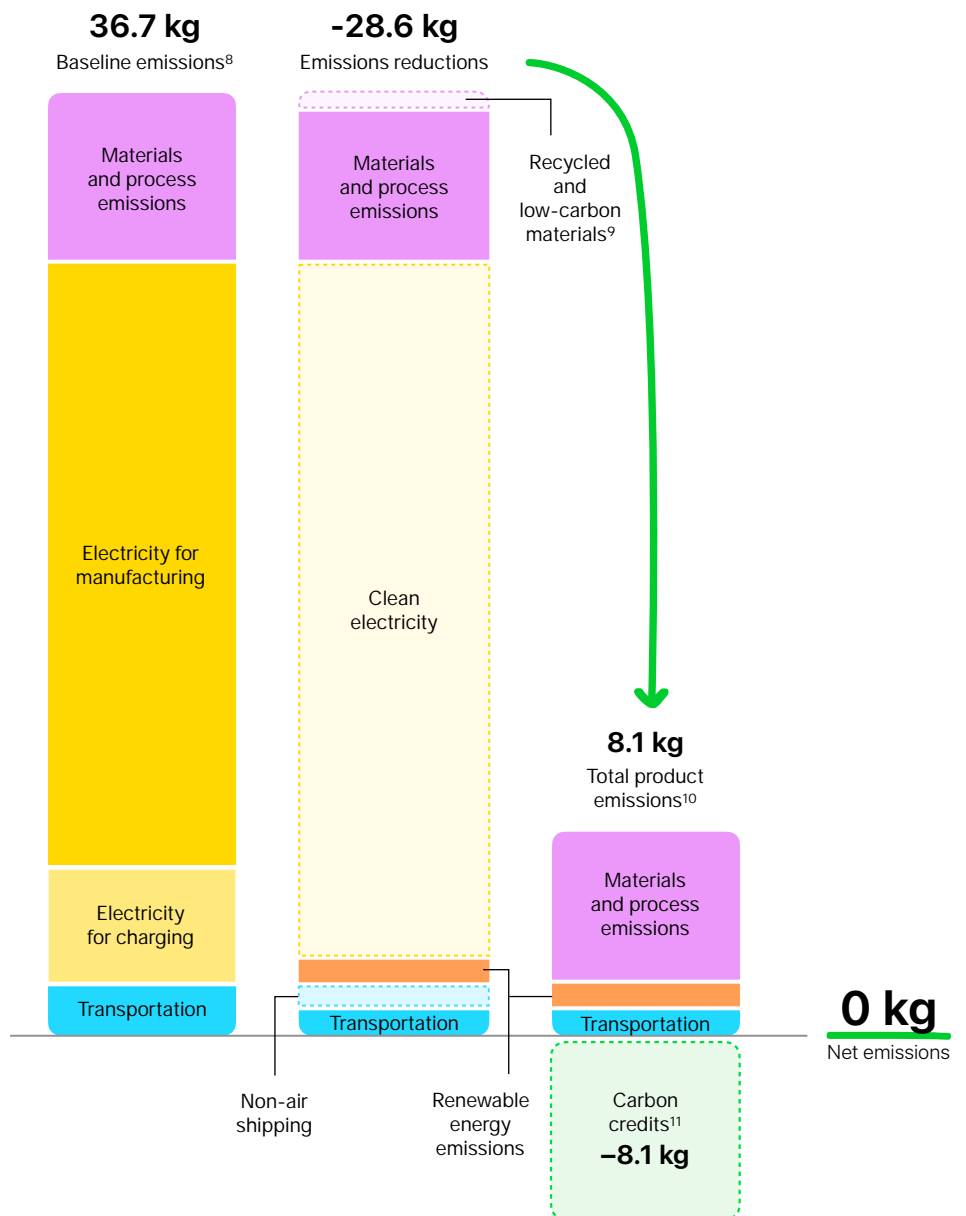 36.7 kg
Baseline emissions⁸
-28.6 kg
Emissions reductions
Materials
and process
emissions
Electricity for
manufacturing
Electricity
for charging
Transportation
Materials
and process
emissions
Clean
electricity
Transportation
Recycled
and
low-carbon
materials⁹
Non-air
shipping
Renewable
energy
emissions
8.1 kg
Total product
emissions¹⁰
Materials
and process
emissions
Transportation
Carbon
credits¹¹
–8.1 kg
0 kg
Net emissions